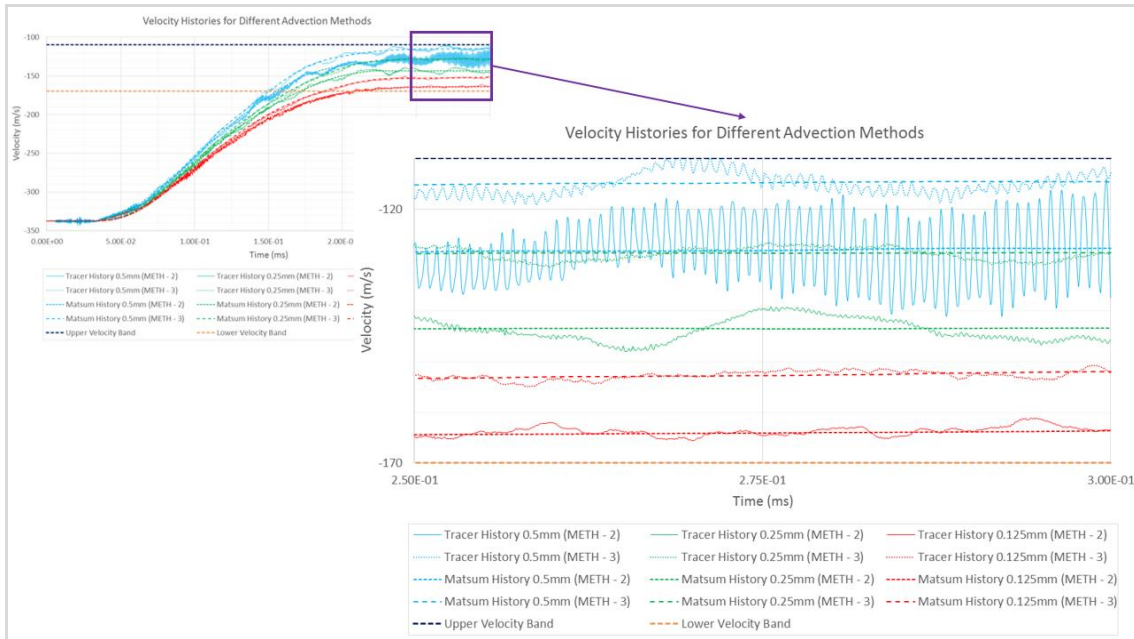 Velocity Histories for Different Advection Methods
-100
-150
-200
-250
-300
-350
Velocity (m/s)
0.00E+00
5.00E-02
1.00E-01
1.50E-01
2.00E-0
Time (ms)
Tracer History 0.5mm (METH - 2)
Tracer History 0.25mm (METH - 2)
Tracer History 0.5mm (METH - 3)
Tracer History 0.25mm (METH - 3)
Matsum History 0.5mm (METH - 2)
Matsum History 0.25mm (METH - 2)
Matsum History 0.5mm (METH - 3)
Matsum History 0.25mm (METH - 3)
Upper Velocity Band
Lower Velocity Band
Velocity Histories for Different Advection Methods
-120
-170
Velocity (m/s)
2.50E-01
2.75E-01
3.00E-01
Time (ms)
Tracer History 0.5mm (METH - 2)
Tracer History 0.25mm (METH - 2)
Tracer History 0.125mm (METH - 2)
Tracer History 0.5mm (METH - 3)
Tracer History 0.25mm (METH - 3)
Tracer History 0.125mm (METH - 3)
Matsum History 0.5mm (METH - 2)
Matsum History 0.25mm (METH - 2)
Matsum History 0.125mm (METH - 2)
Matsum History 0.5mm (METH - 3)
Matsum History 0.25mm (METH - 3)
Matsum History 0.125mm (METH - 3)
Upper Velocity Band
Lower Velocity Band